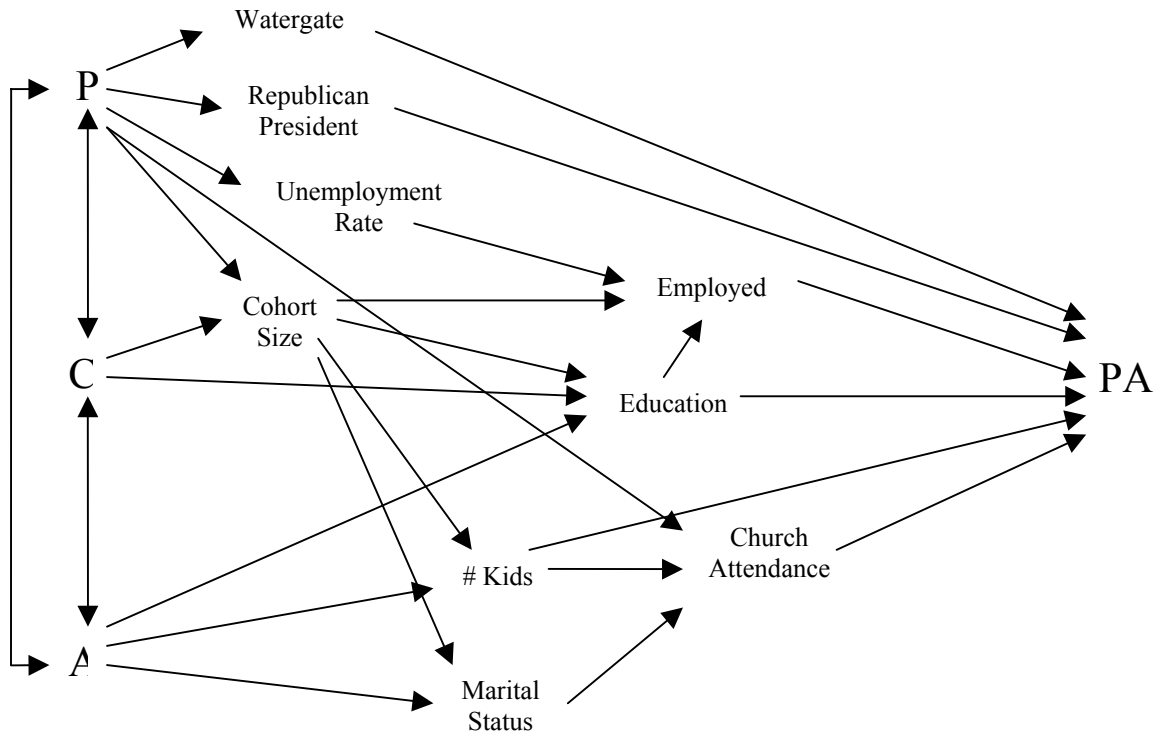 Watergate
P
Republican
President
Unemployment
Rate
Employed
Cohort
Size
C
PA
Education
Church
Attendance
# Kids
A
Marital
Status